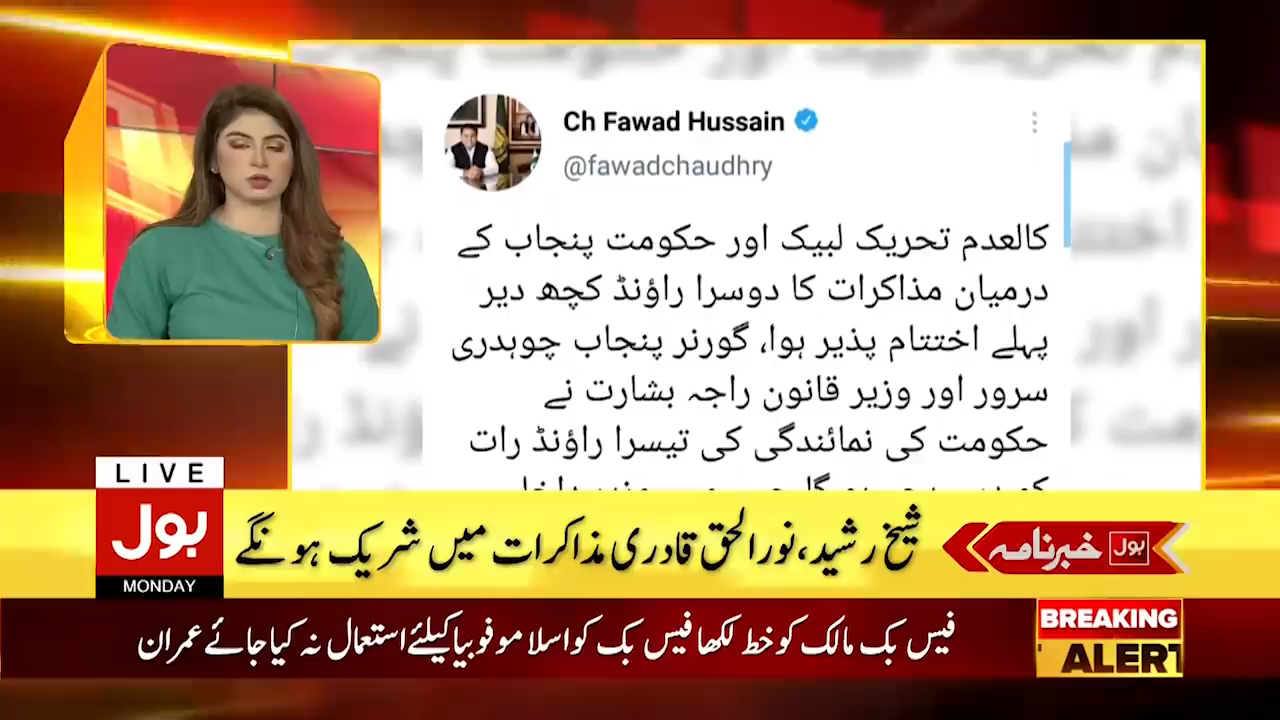 Ch Fawad Hussain
@fawadchaudhry
کالعدم تحریک لبیک اور حکومت پنجاب کے
درمیان مذاکرات کا دوسرا راؤنڈ کچھ دیر
پہلے اختتام پذیر ہوا، گورنر پنجاب چوہدری
سرور اور وزیر قانون راجہ بشارت نے
حکومت کی نمائندگی کی تیسرا راؤنڈ رات
LIVE
بول
MONDAY
بول خبرنامہ
شیخ رشید،نورالحق قادری مذاکرات میں شریک ہونگے
BREAKING
ALERT
فیس بک مالک کو خط لکھا فیس بک کو اسلاموفوبیا کیلئے استعمال نہ کیا جائے عمران